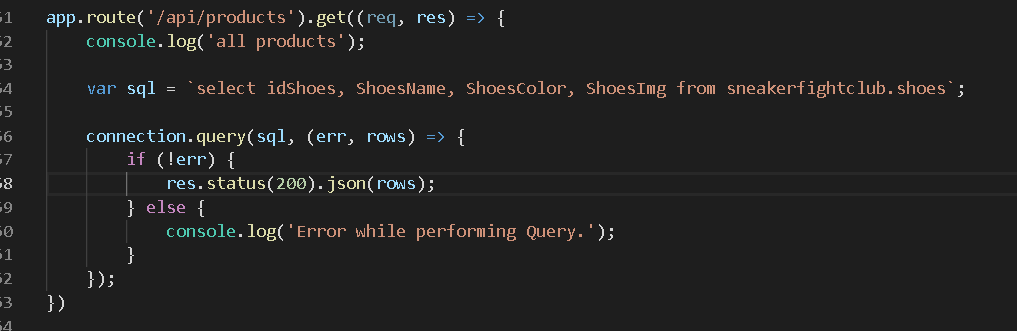 51 app.route('/api/products').get((req, res) => {
52     console.log('all products');
53
54     var sql = `select idShoes, ShoesName, ShoesColor, ShoesImg from sneakerfightclub.shoes`;
55
56     connection.query(sql, (err, rows) => {
57         if (!err) {
58             res.status(200).json(rows);
59         } else {
60             console.log('Error while performing Query.');
61         }
62     });
63 })
64